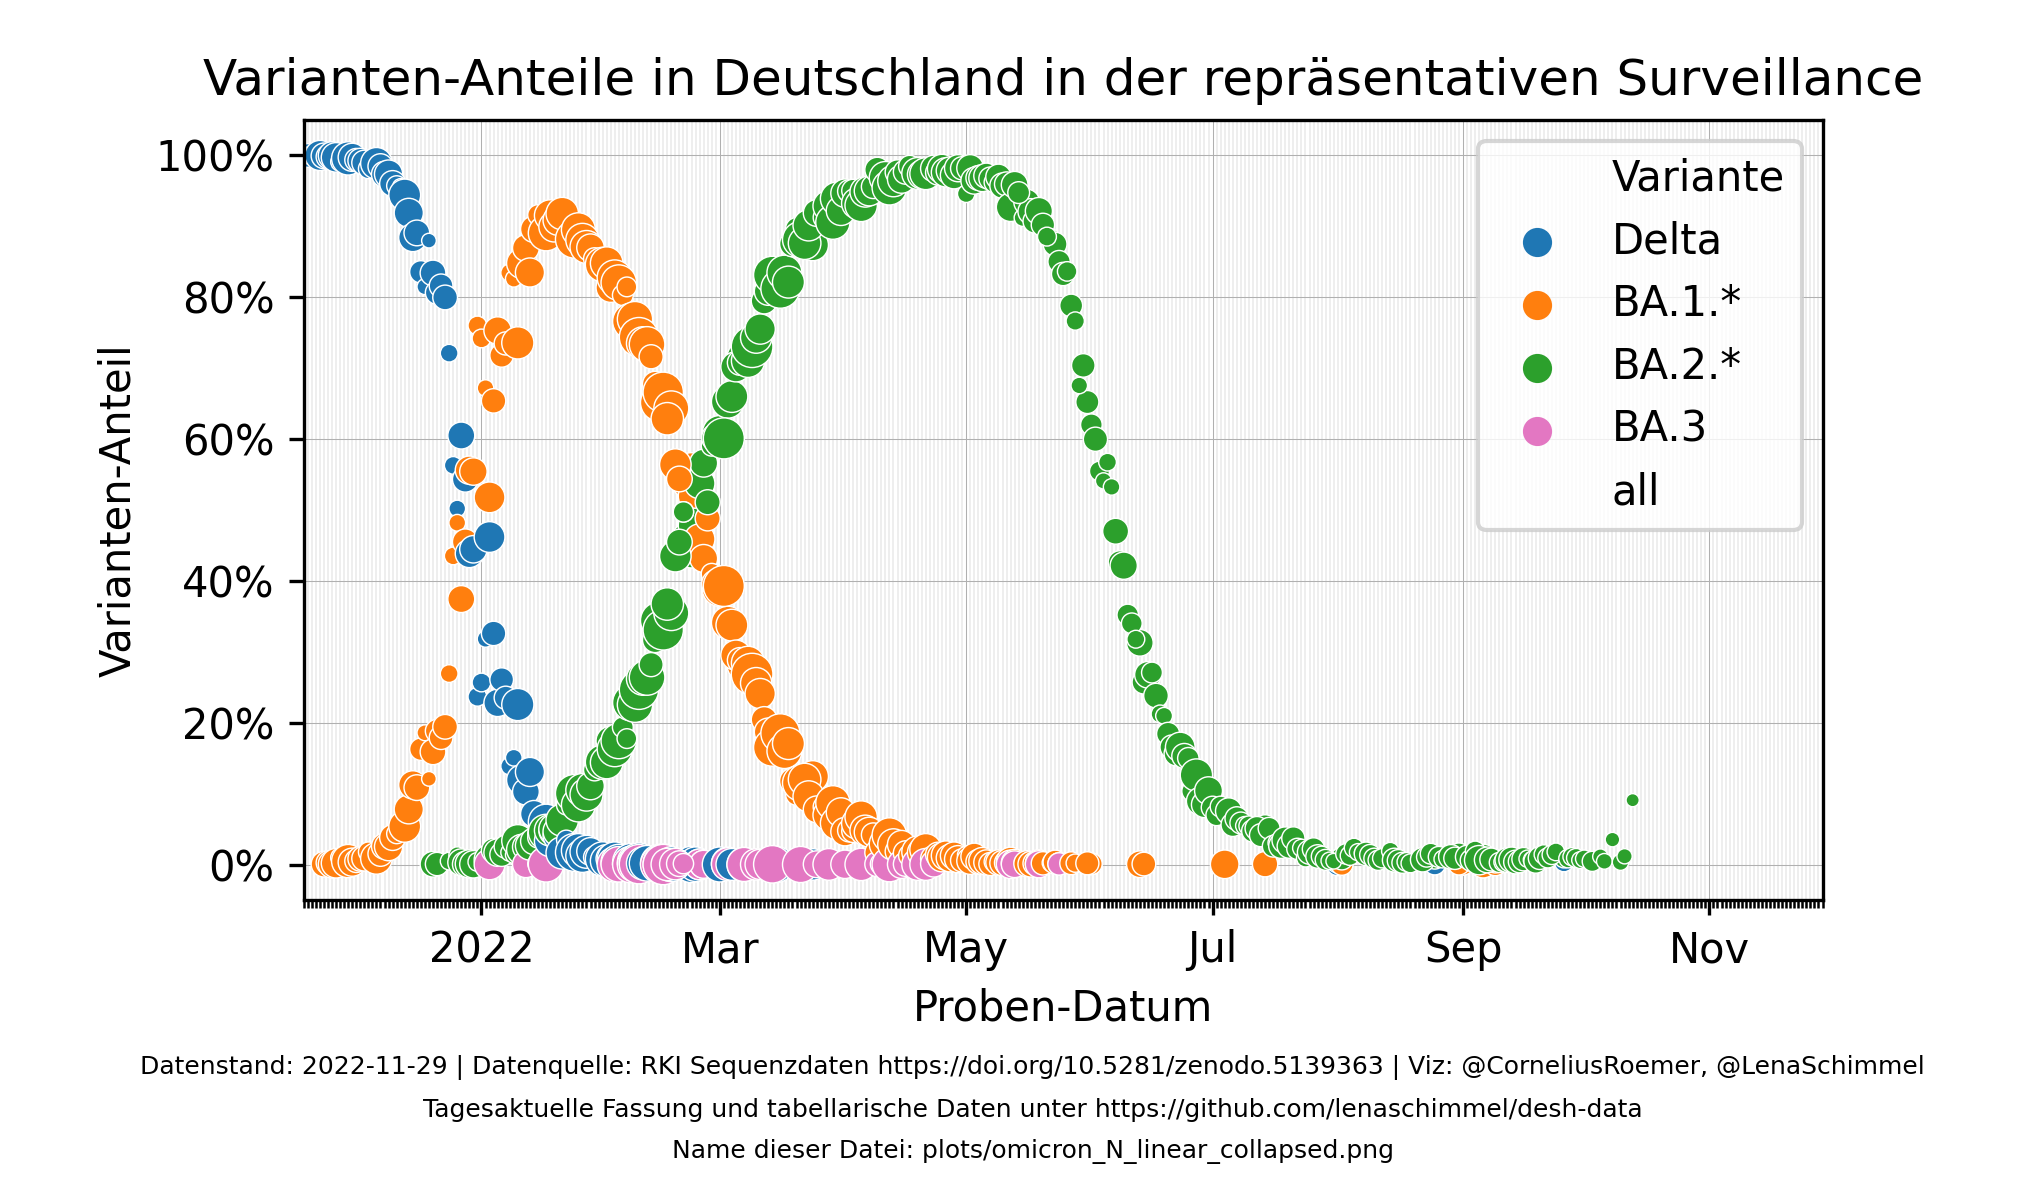 Varianten-Anteile in Deutschland in der repräsentativen Surveillance
Varianten-Anteil
100%
80%
60%
40%
20%
0%
Variante
Delta
BA.1.*
BA.2.*
BA.3
all
2022
Mar
May
Jul
Sep
Nov
Proben-Datum
Datenstand: 2022-11-29 | Datenquelle: RKI Sequenzdaten https://doi.org/10.5281/zenodo.5139363 | Viz: @CorneliusRoemer, @LenaSchimmel
Tagesaktuelle Fassung und tabellarische Daten unter https://github.com/lenaschimmel/desh-data
Name dieser Datei: plots/omicron_N_linear_collapsed.png